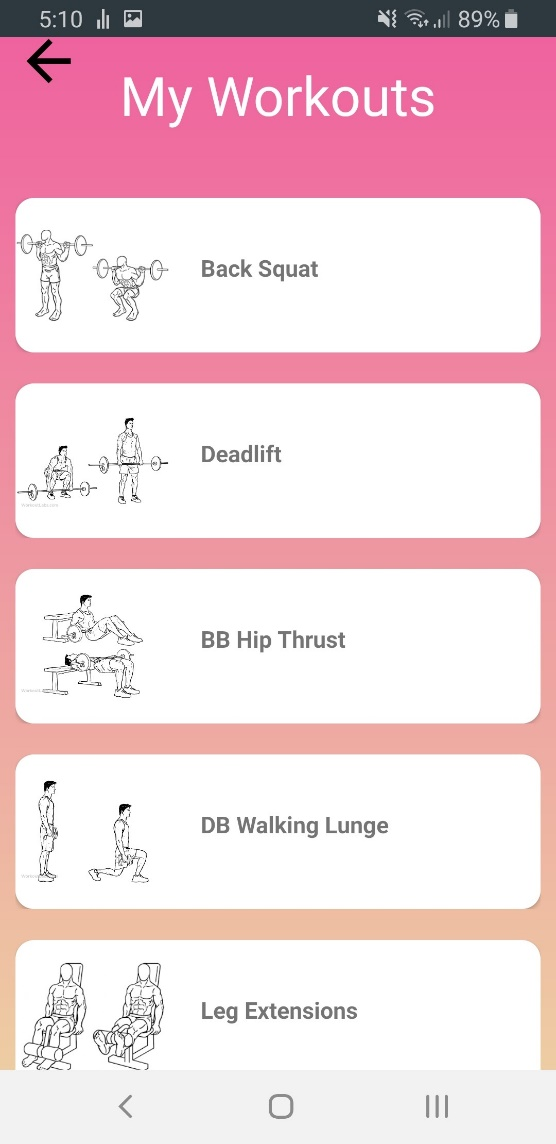 5:10 89%
My Workouts
Back Squat
Deadlift
BB Hip Thrust
DB Walking Lunge
Leg Extensions